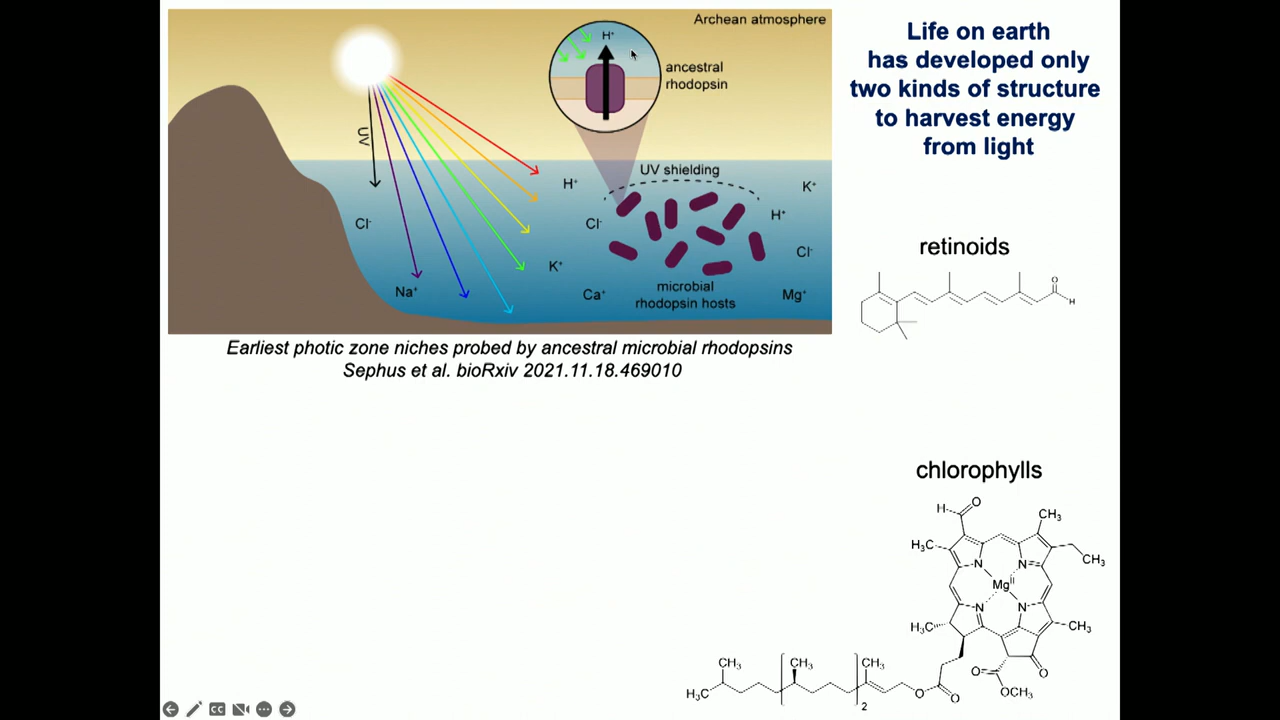 Archean atmosphere
H⁺
ancestral
rhodopsin
UV
UV shielding
H⁺
K⁺
Cl⁻
Cl⁻
H⁺
K⁺
Cl⁻
Na⁺
Ca⁺
microbial
rhodopsin hosts
Mg⁺
Earliest photic zone niches probed by ancestral microbial rhodopsins
Sephus et al. bioRxiv 2021.11.18.469010
Life on earth
has developed only
two kinds of structure
to harvest energy
from light
retinoids
O
H
chlorophylls
H O
CH₃
H₃C
CH₃
N N
Mg ii
N N
H₃C
CH₃
O
O
OCH₃
CH₃ CH₃ CH₃
H₃C
O
O
2
CC